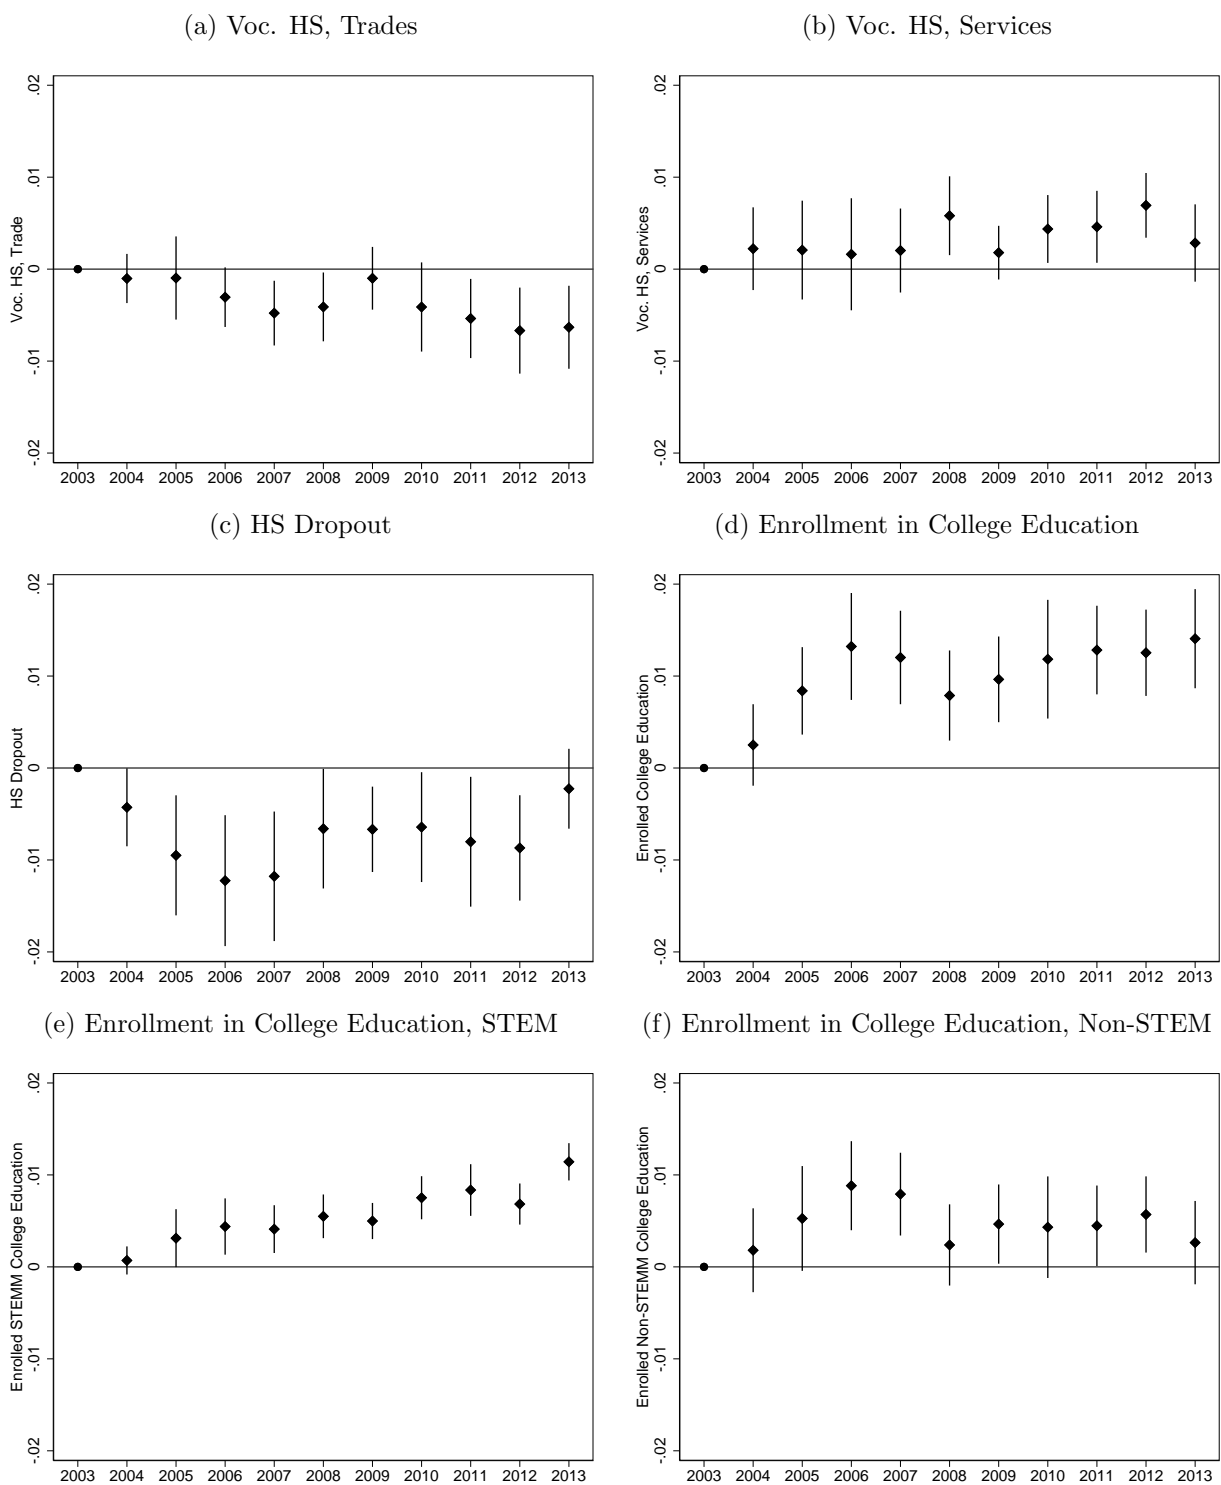 (a) Voc. HS, Trades
Voc. HS, Trade
.02
.01
0
-.01
-.02
2003 2004 2005 2006 2007 2008 2009 2010 2011 2012 2013
(b) Voc. HS, Services
Voc. HS, Services
.02
.01
0
-.01
-.02
2003 2004 2005 2006 2007 2008 2009 2010 2011 2012 2013
(c) HS Dropout
HS Dropout
.02
.01
0
-.01
-.02
2003 2004 2005 2006 2007 2008 2009 2010 2011 2012 2013
(d) Enrollment in College Education
Enrolled College Education
.02
.01
0
-.01
-.02
2003 2004 2005 2006 2007 2008 2009 2010 2011 2012 2013
(e) Enrollment in College Education, STEM
Enrolled STEMM College Education
.02
.01
0
-.01
-.02
2003 2004 2005 2006 2007 2008 2009 2010 2011 2012 2013
(f) Enrollment in College Education, Non-STEM
Enrolled Non-STEMM College Education
.02
.01
0
-.01
-.02
2003 2004 2005 2006 2007 2008 2009 2010 2011 2012 2013